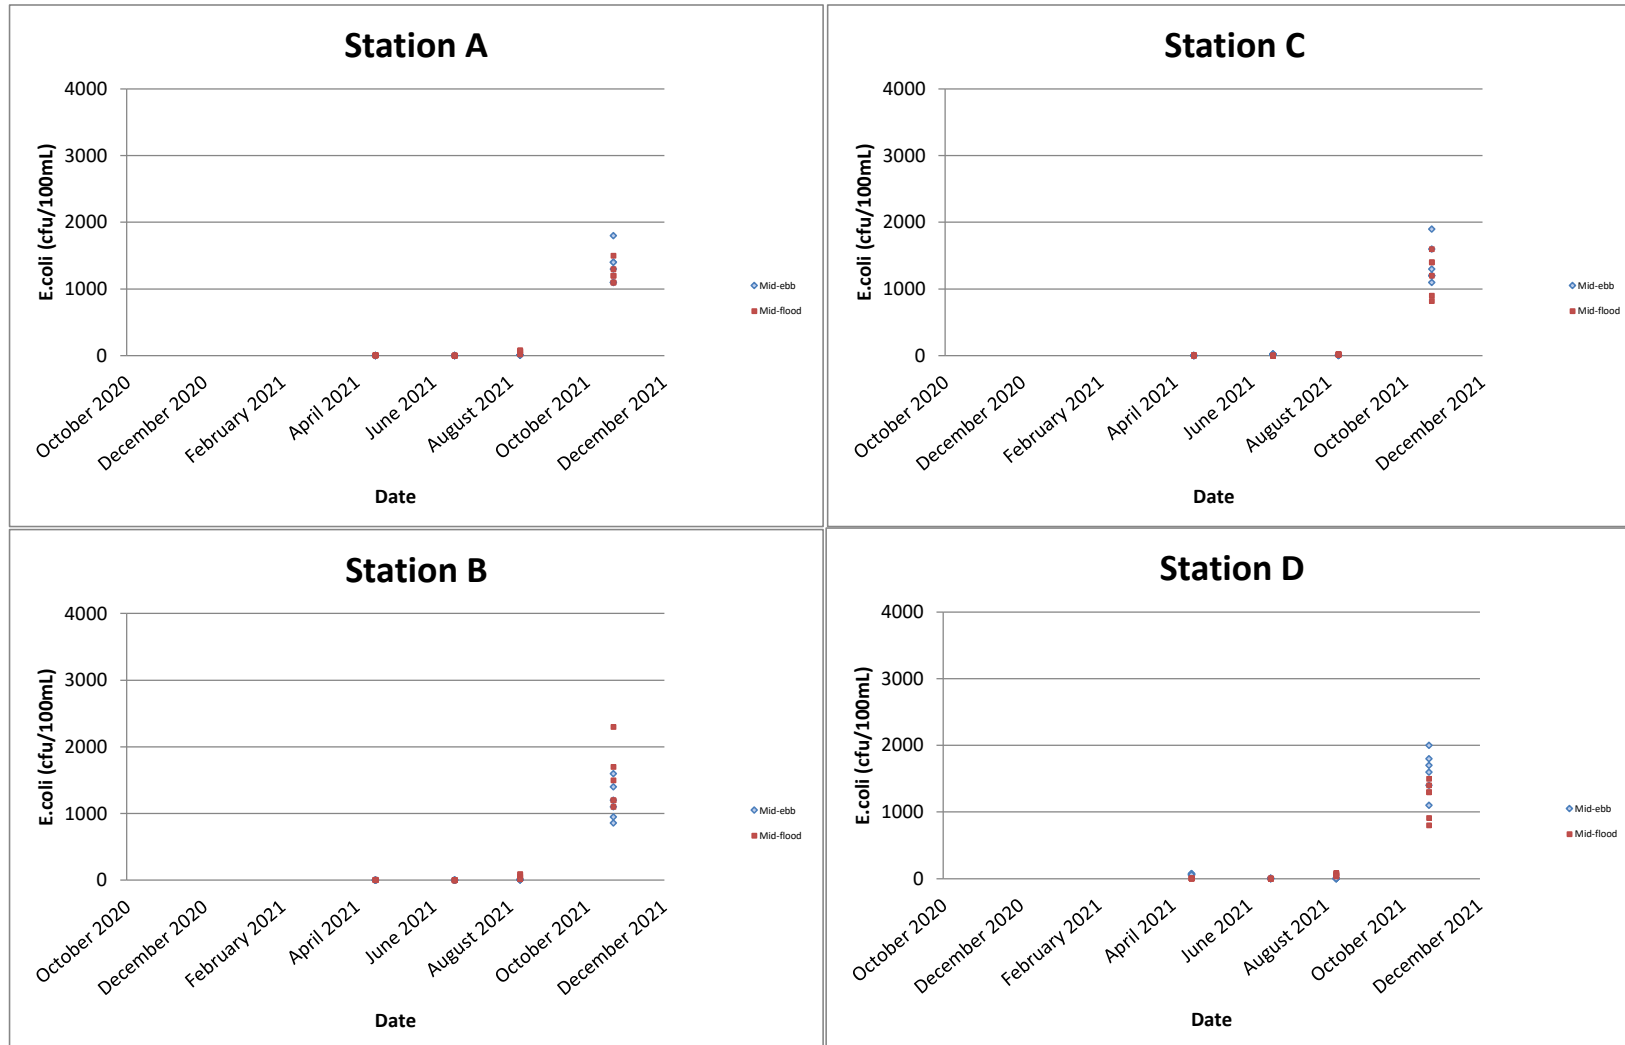 Station A
E.coli (cfu/100mL)
4000
3000
2000
1000
0
October 2020
December 2020
February 2021
April 2021
June 2021
August 2021
October 2021
December 2021
Date
Mid-ebb
Mid-flood
Station C
E.coli (cfu/100mL)
4000
3000
2000
1000
0
October 2020
December 2020
February 2021
April 2021
June 2021
August 2021
October 2021
December 2021
Date
Mid-ebb
Mid-flood
Station B
E.coli (cfu/100mL)
4000
3000
2000
1000
0
October 2020
December 2020
February 2021
April 2021
June 2021
August 2021
October 2021
December 2021
Date
Mid-ebb
Mid-flood
Station D
E.coli (cfu/100mL)
4000
3000
2000
1000
0
October 2020
December 2020
February 2021
April 2021
June 2021
August 2021
October 2021
December 2021
Date
Mid-ebb
Mid-flood